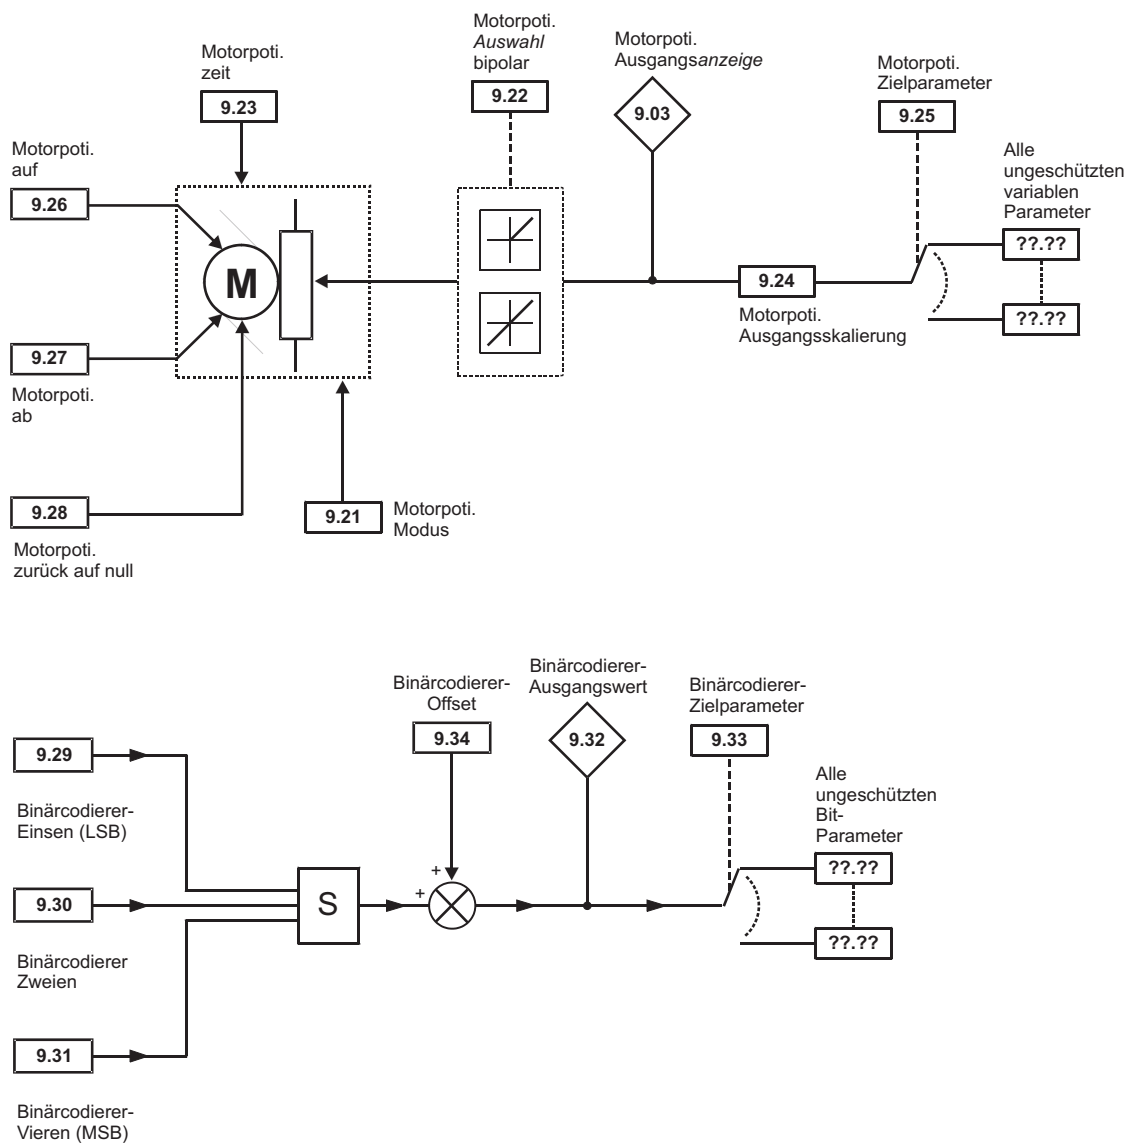 Motorpoti.
Auswahl
bipolar
9.22
Motorpoti.
Ausgangsanzeige
9.03
Motorpoti.
zeit
9.23
Motorpoti.
Zielparameter
9.25
Motorpoti.
auf
9.26
Alle
ungeschützten
variablen
Parameter
??.??
??.??
M
9.24
Motorpoti.
Ausgangsskalierung
9.27
Motorpoti.
ab
9.28
Motorpoti.
zurück auf null
9.21
Motorpoti.
Modus
Binärcodierer-
Offset
9.34
Binärcodierer-
Ausgangswert
9.32
Binärcodierer-
Zielparameter
9.33
9.29
Binärcodierer-
Einsen (LSB)
Alle
ungeschützten
Bit-
Parameter
??.??
??.??
9.30
S
+
+
Binärcodierer
Zweien
9.31
Binärcodierer-
Vieren (MSB)